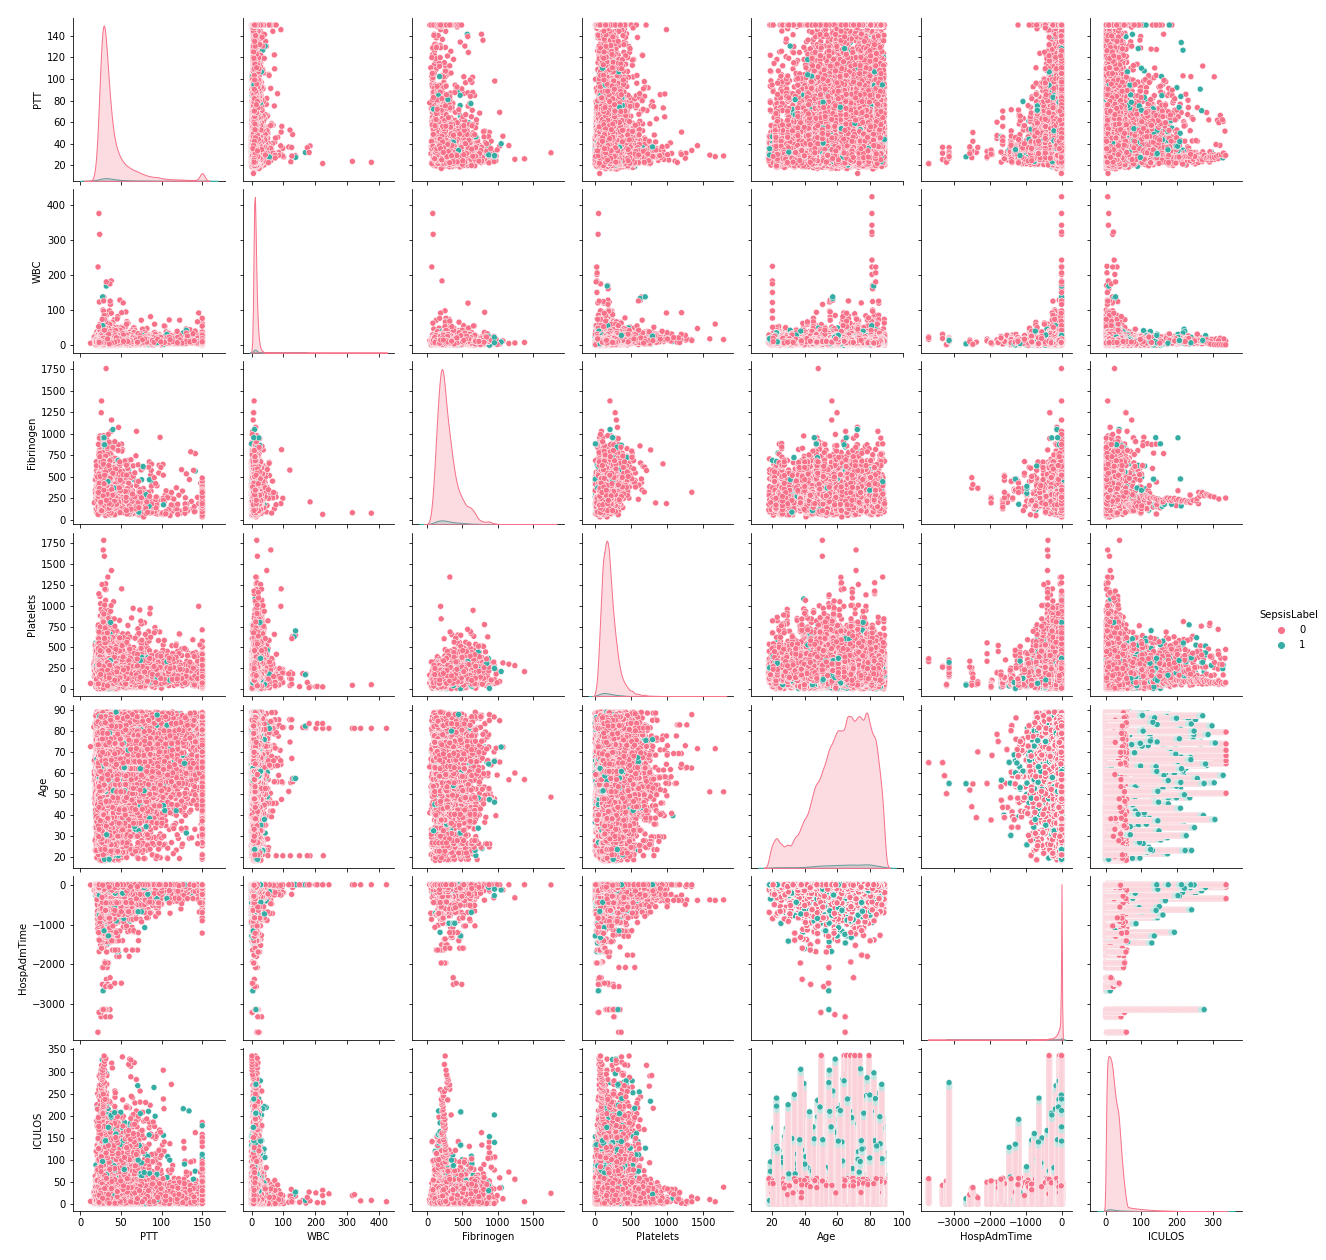 140
120
100
80
60
40
20
PTT
400
300
200
100
0
WBC
1750
1500
1250
1000
750
500
250
0
Fibrinogen
1750
1500
1250
1000
750
500
250
0
Platelets
SepsisLabel
0
1
90
80
70
60
50
40
30
20
Age
0
−1000
−2000
−3000
HospAdmTime
350
300
250
200
150
100
50
0
ICULOS
0 50 100 150
0 100 200 300 400
0 500 1000 1500
0 500 1000 1500
20 40 60 80 100
−3000 −2000 −1000 0
0 100 200 300
PTT
WBC
Fibrinogen
Platelets
Age
HospAdmTime
ICULOS